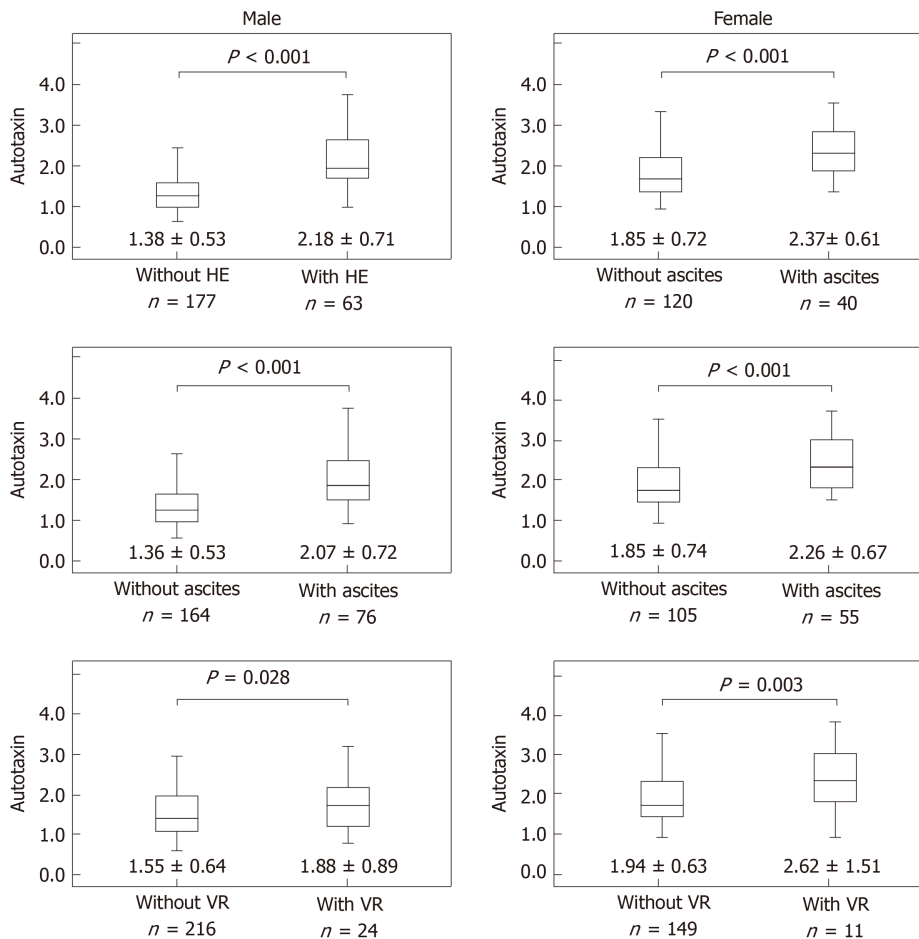 Male
P < 0.001
Autotaxin
4.0
3.0
2.0
1.0
0.0
1.38 ± 0.53 2.18 ± 0.71
Without HE With HE
n = 177 n = 63
Female
P < 0.001
Autotaxin
4.0
3.0
2.0
1.0
0.0
1.85 ± 0.72 2.37± 0.61
Without ascites With ascites
n = 120 n = 40
P < 0.001
Autotaxin
4.0
3.0
2.0
1.0
0.0
1.36 ± 0.53 2.07 ± 0.72
Without ascites With ascites
n = 164 n = 76
P < 0.001
Autotaxin
4.0
3.0
2.0
1.0
0.0
1.85 ± 0.74 2.26 ± 0.67
Without ascites With ascites
n = 105 n = 55
P = 0.028
Autotaxin
4.0
3.0
2.0
1.0
0.0
1.55 ± 0.64 1.88 ± 0.89
Without VR With VR
n = 216 n = 24
P = 0.003
Autotaxin
4.0
3.0
2.0
1.0
0.0
1.94 ± 0.63 2.62 ± 1.51
Without VR With VR
n = 149 n = 11